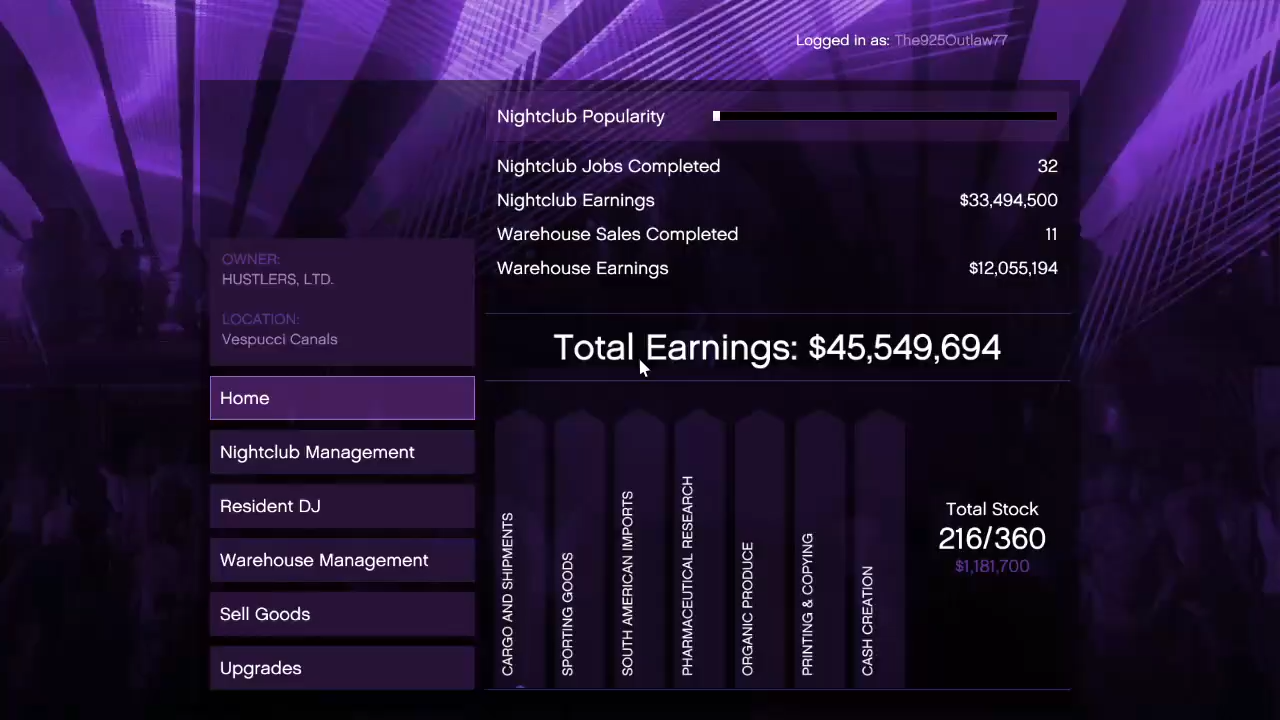 Logged in as: The925Outlaw77
Nightclub Popularity
Nightclub Jobs Completed 32
Nightclub Earnings $33,494,500
Warehouse Sales Completed 11
Warehouse Earnings $12,055,194
OWNER:
HUSTLERS, LTD.
LOCATION:
Vespucci Canals
Total Earnings: $45,549,694
Home
Nightclub Management
Resident DJ
Warehouse Management
Sell Goods
Upgrades
CARGO AND SHIPMENTS
SPORTING GOODS
SOUTH AMERICAN IMPORTS
PHARMACEUTICAL RESEARCH
ORGANIC PRODUCE
PRINTING & COPYING
CASH CREATION
Total Stock
216/360
$1,181,700